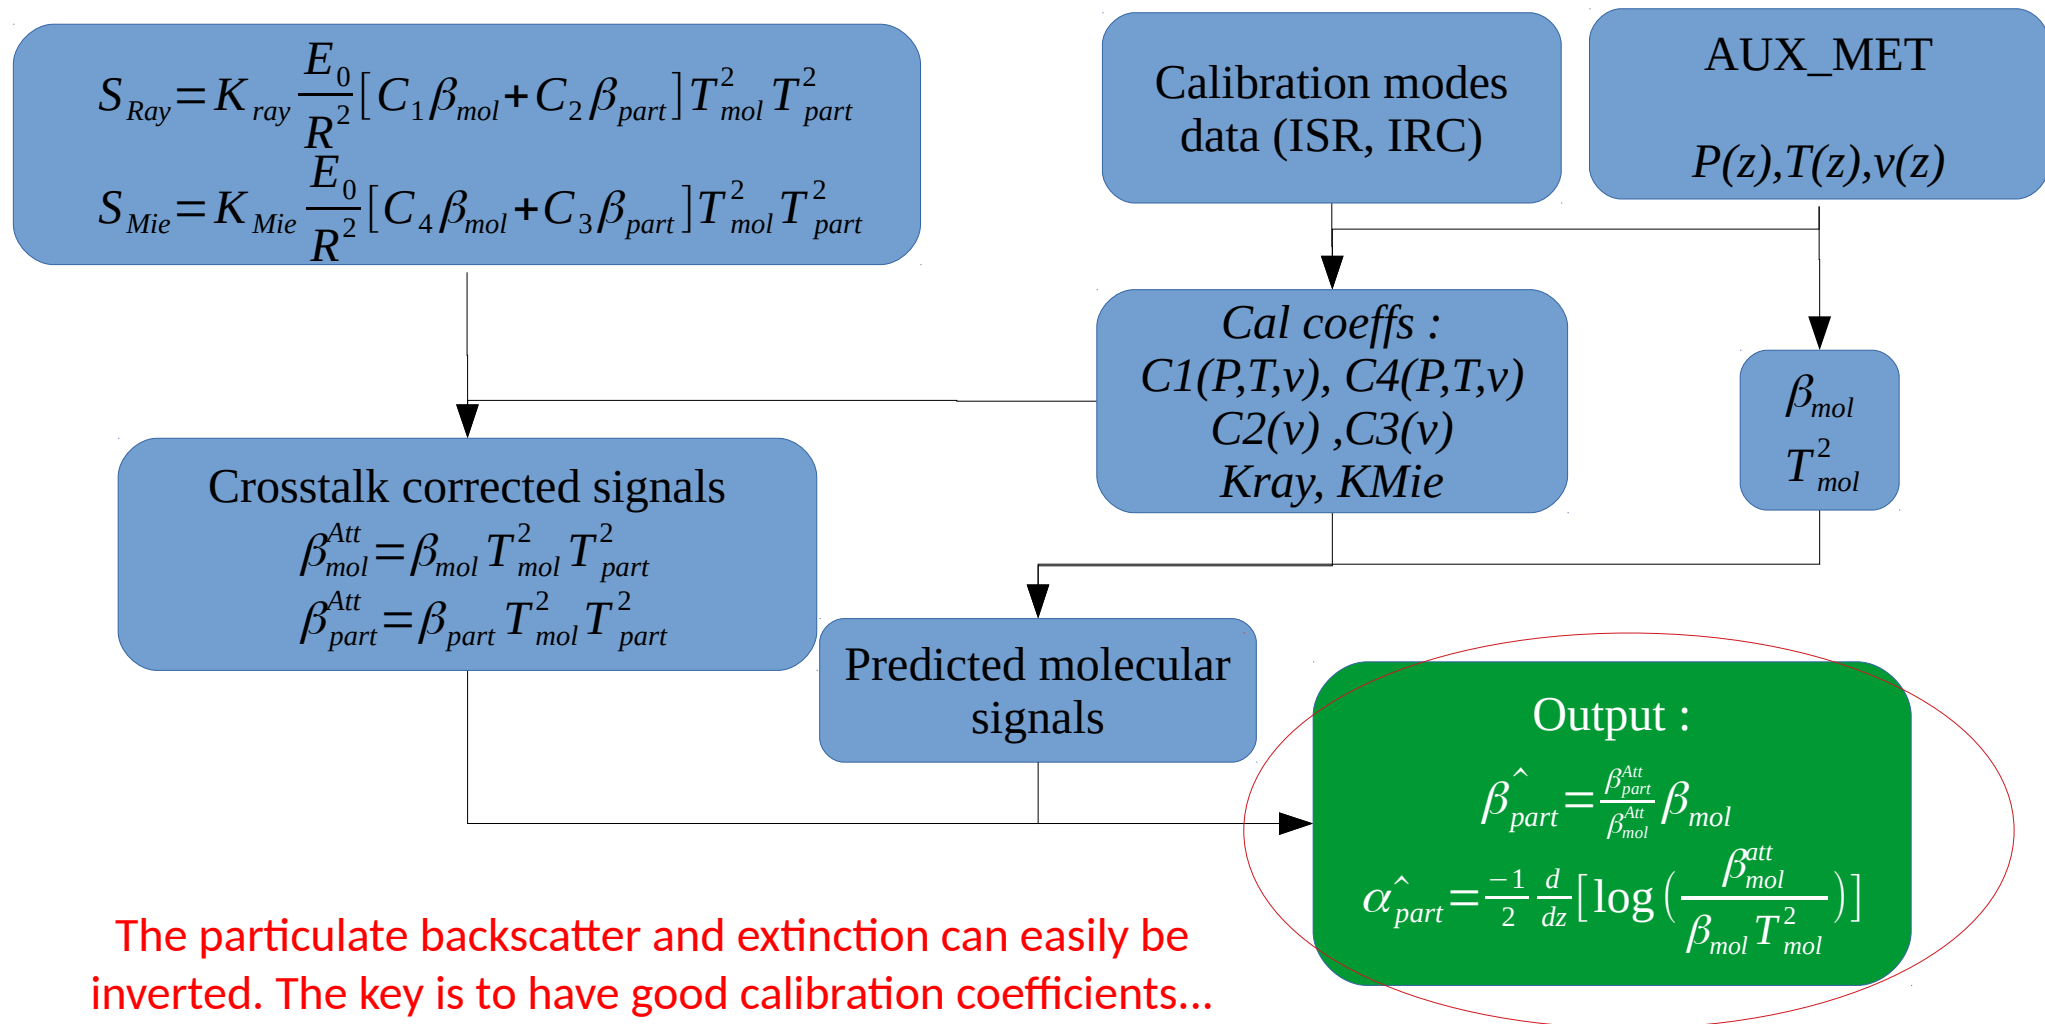 S_Ray = K_ray E_0/R^2 [C_1 β_mol + C_2 β_part] T^2_mol T^2_part
S_Mie = K_Mie E_0/R^2 [C_4 β_mol + C_3 β_part] T^2_mol T^2_part
Calibration modes
data (ISR, IRC)
AUX_MET
P(z),T(z),v(z)
Cal coeffs :
C1(P,T,v), C4(P,T,v)
C2(v) ,C3(v)
Kray, KMie
β_mol
T^2_mol
Crosstalk corrected signals
β^Att_mol = β_mol T^2_mol T^2_part
β^Att_part = β_part T^2_mol T^2_part
Predicted molecular
signals
Output :
β̂_part = β^Att_part/β^Att_mol β_mol
α̂_part = −1/2 d/dz [log(β^att_mol/(β_mol T^2_mol))]
The particulate backscatter and extinction can easily be
inverted. The key is to have good calibration coefficients...